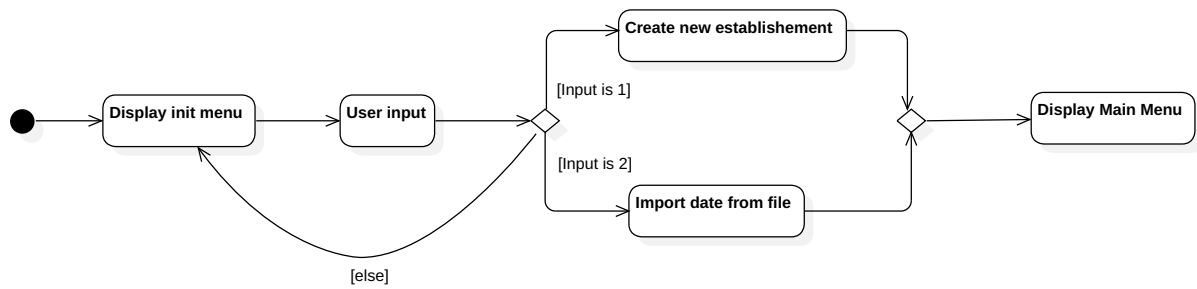 Create new establishement
[Input is 1]
Display init menu
User input
Display Main Menu
[Input is 2]
Import date from file
[else]